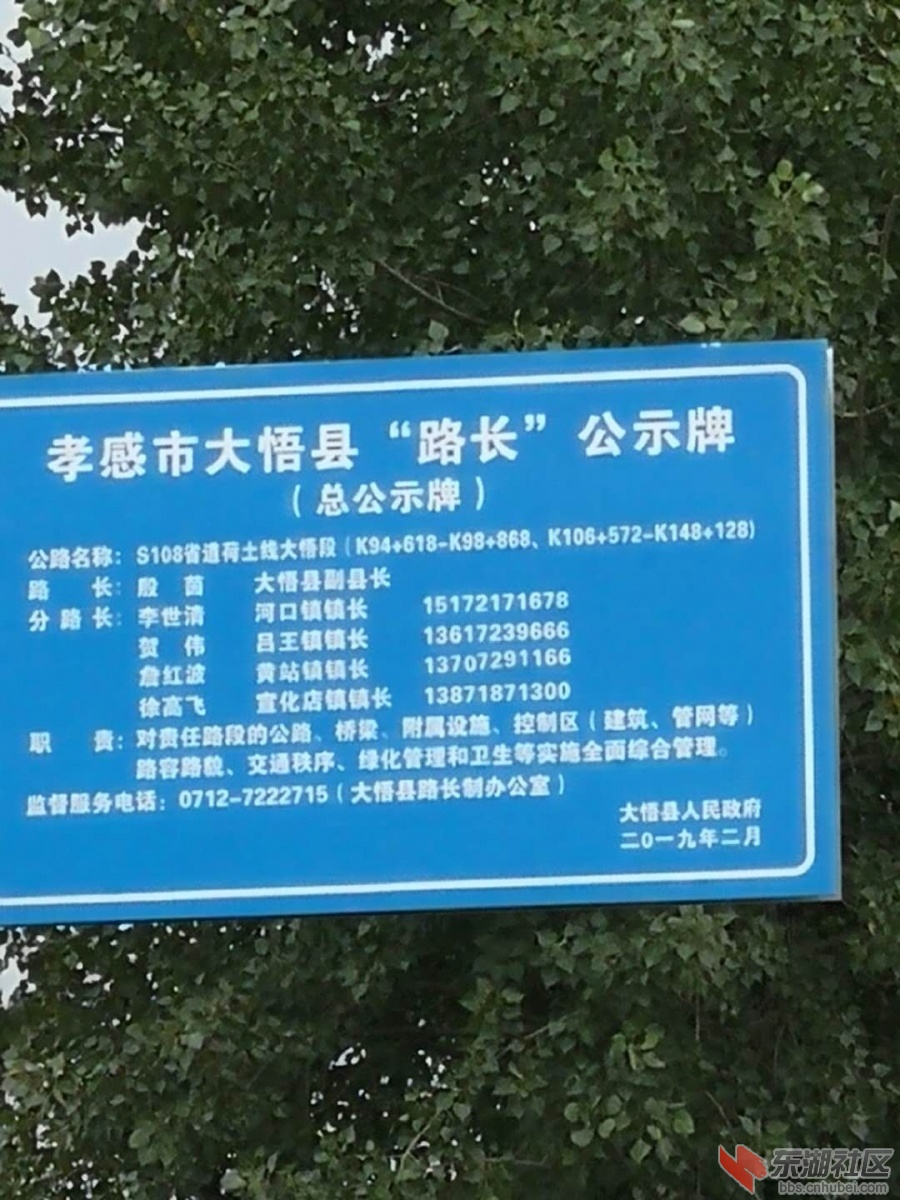 孝感市大悟县“路长”公示牌
（总公示牌）
公路名称：S108省道荷土线大悟段（K94+618-K98+868、K106+572-K148+128)
路 长：殷 茵 大悟县副县长
分路长：李世清 河口镇镇长 15172171678
贺 伟 吕王镇镇长 13617239666
詹红波 黄站镇镇长 13707291166
徐高飞 宣化店镇镇长 13871871300
职 责：对责任路段的公路、桥梁、附属设施、控制区（建筑、管网等）
路容路貌、交通秩序、绿化管理和卫生等实施全面综合管理。
监督服务电话：0712-7222715（大悟县路长制办公室）
大悟县人民政府
二0一九年二月
东湖社区
bbs.cnhubei.com